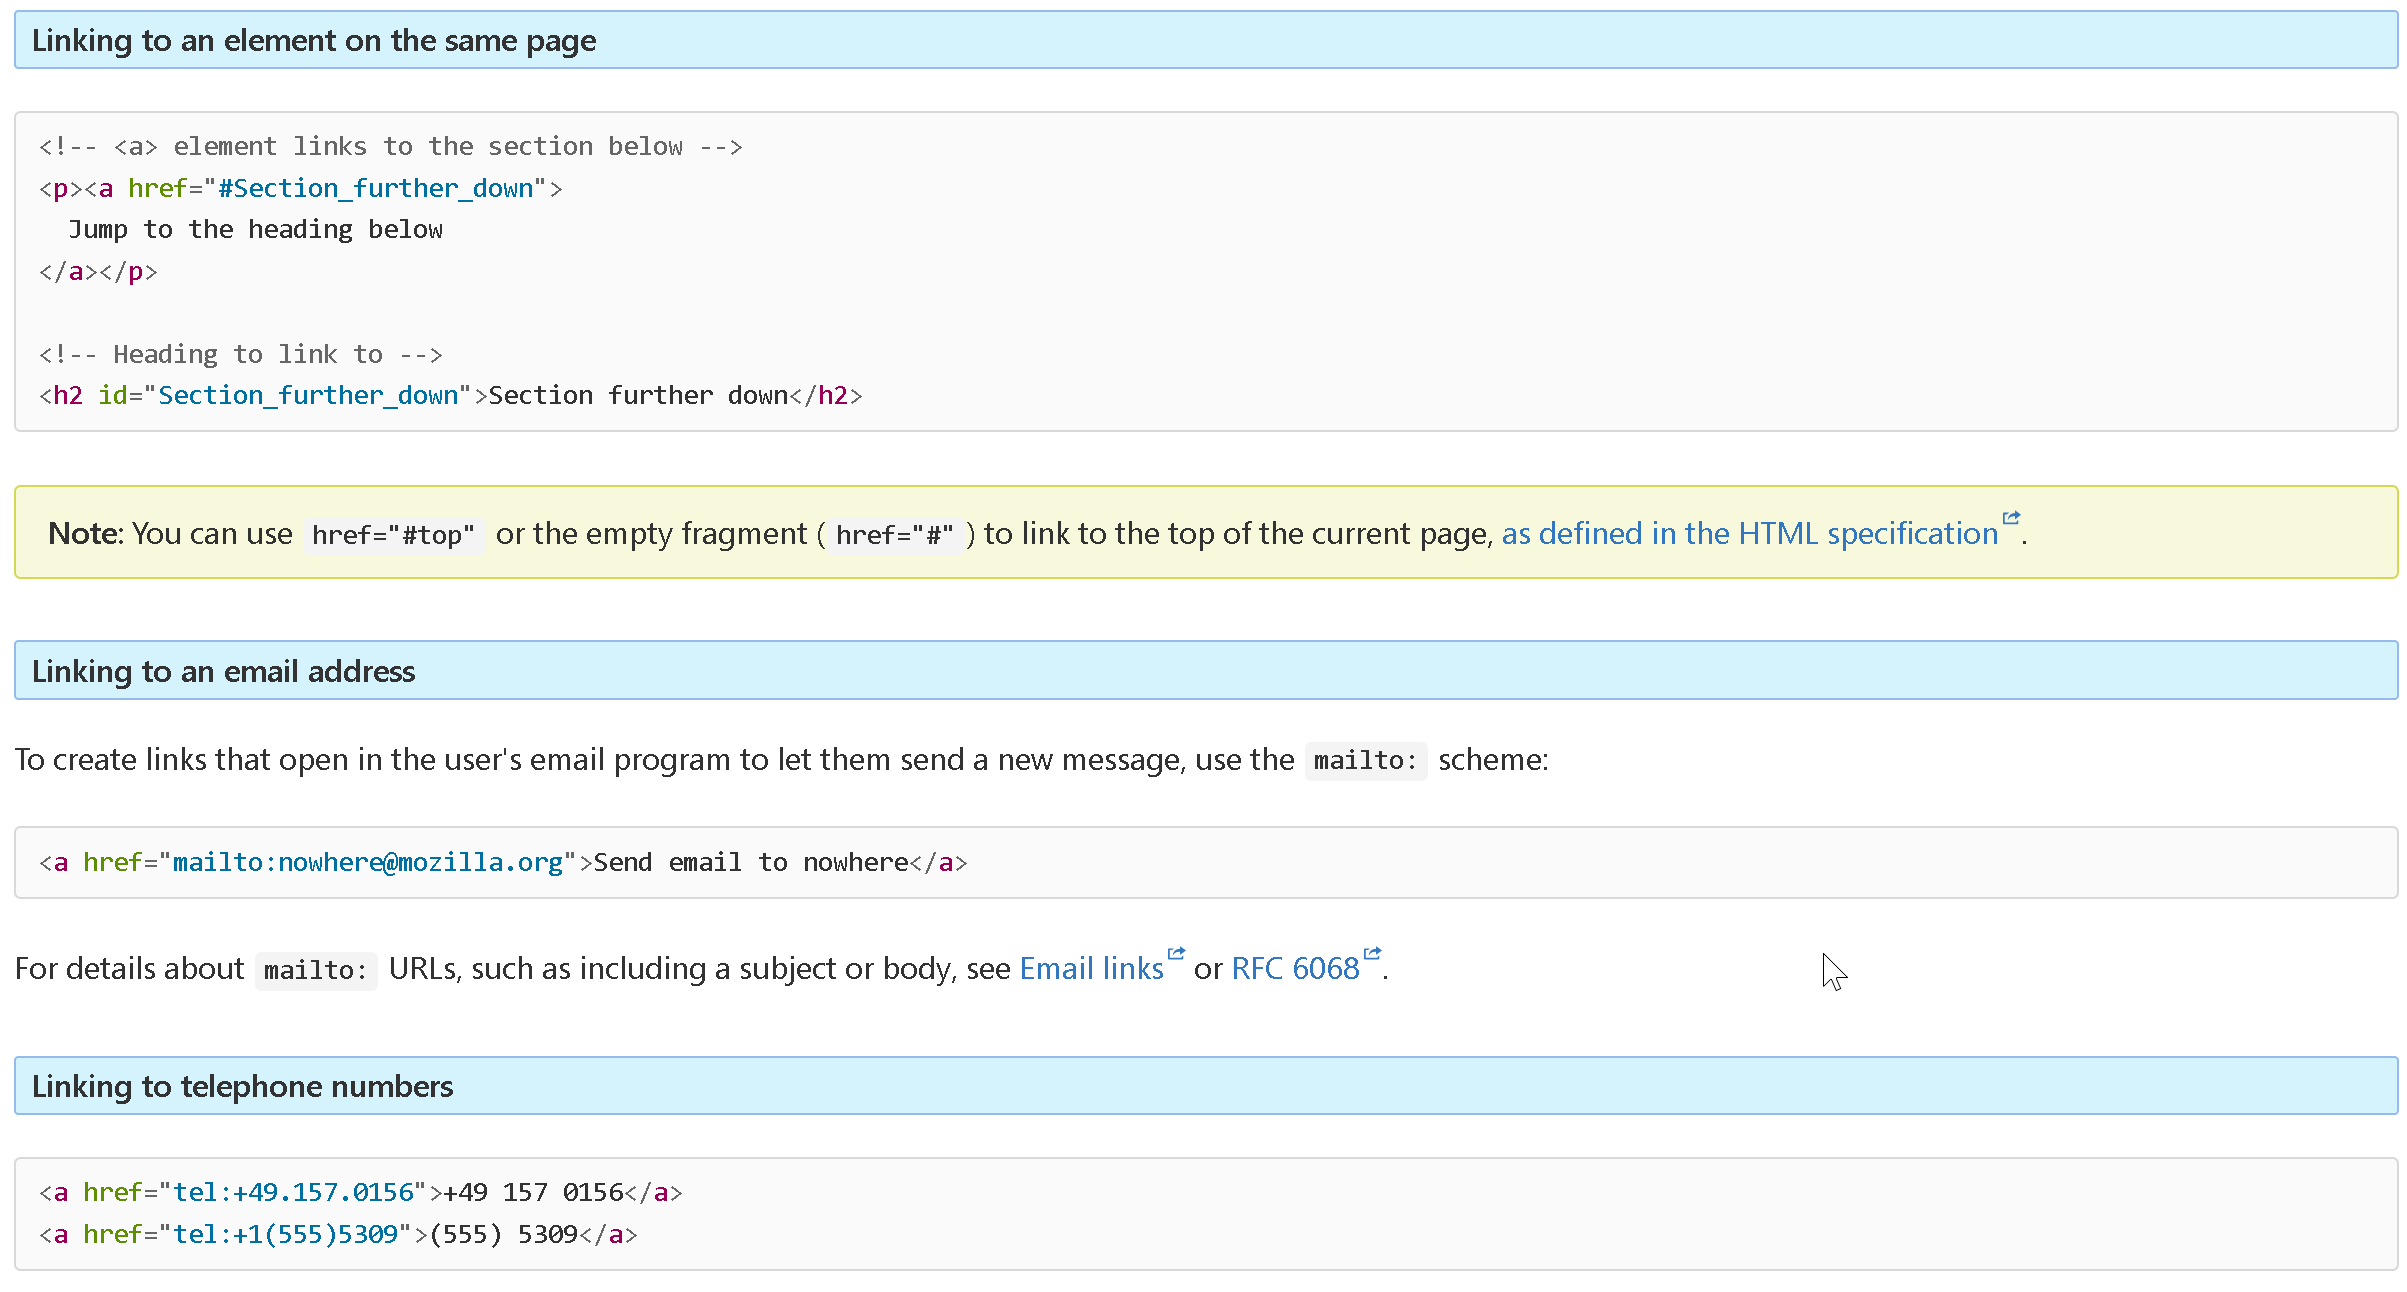 Linking to an element on the same page
<!-- <a> element links to the section below -->
<p><a href="#Section_further_down">
  Jump to the heading below
</a></p>
<!-- Heading to link to -->
<h2 id="Section_further_down">Section further down</h2>
Note: You can use href="#top" or the empty fragment ( href="#" ) to link to the top of the current page, as defined in the HTML specification.
Linking to an email address
To create links that open in the user's email program to let them send a new message, use the mailto: scheme:
<a href="mailto:nowhere@mozilla.org">Send email to nowhere</a>
For details about mailto: URLs, such as including a subject or body, see Email links or RFC 6068.
Linking to telephone numbers
<a href="tel:+49.157.0156">+49 157 0156</a>
<a href="tel:+1(555)5309">(555) 5309</a>